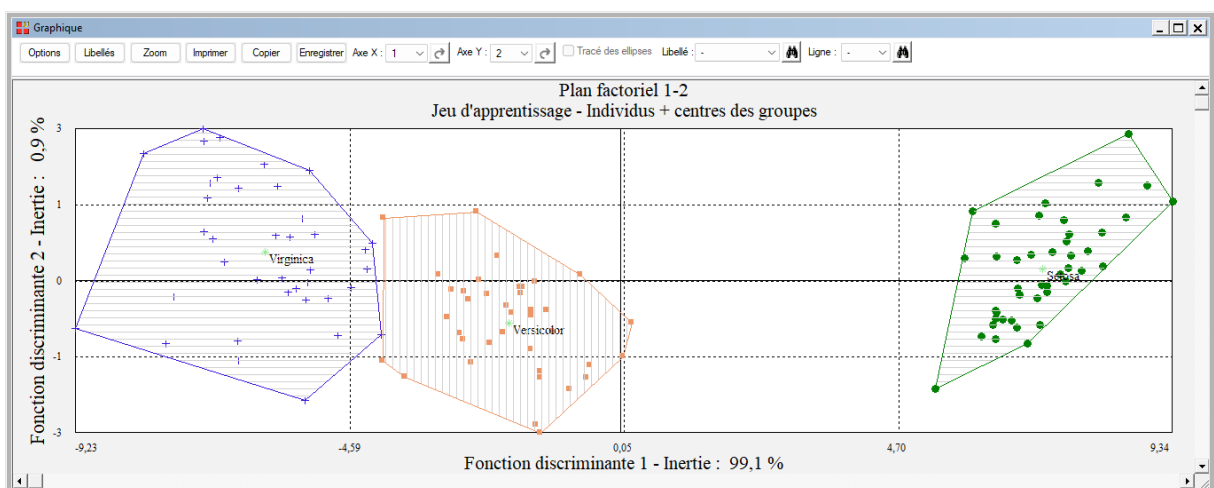 Graphique
Options Libellés Zoom Imprimer Copier Enregistrer Axe X : 1 Axe Y : 2 Tracé des ellipses Libellé : - Ligne : -
Plan factoriel 1-2
Jeu d'apprentissage - Individus + centres des groupes
Fonction discriminante 2 - Inertie : 0,9 %
3
1
0
-1
-3
Virginica
Versicolor
Setosa
-9,23 -4,59 0,05 4,70 9,34
Fonction discriminante 1 - Inertie : 99,1 %